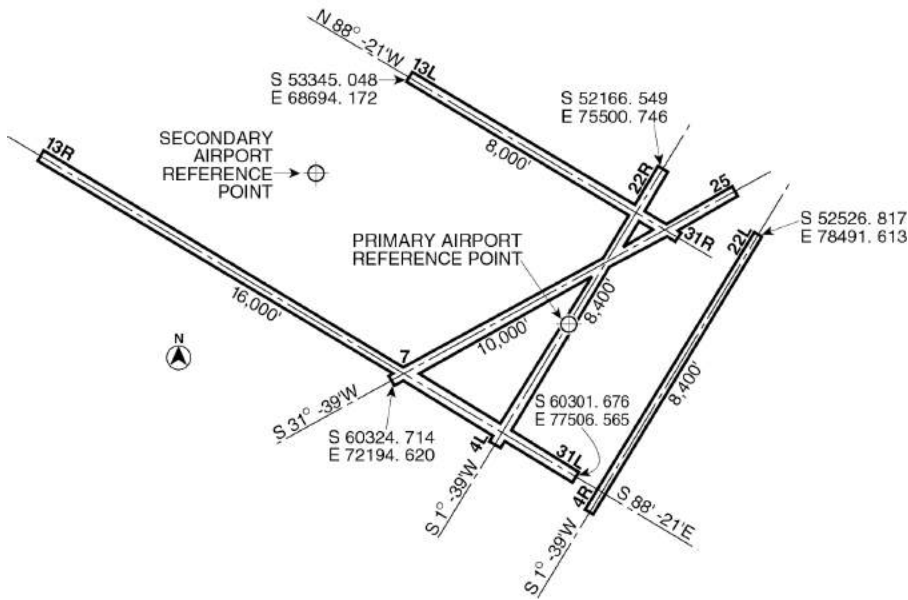 N 88° -21'W
13L
S 53345. 048
E 68694. 172
S 52166. 549
E 75500. 746
13R
SECONDARY
AIRPORT
REFERENCE
POINT
8,000'
22R
25
S 52526. 817
E 78491. 613
31R
22L
PRIMARY AIRPORT
REFERENCE POINT
16,000'
8,400'
10,000'
N
7
8,400'
S 31° -39'W
S 60324. 714
E 72194. 620
S 60301. 676
E 77506. 565
4L
31L
S 1° -39'W
4R
S 88' -21'E
S 1° -39'W